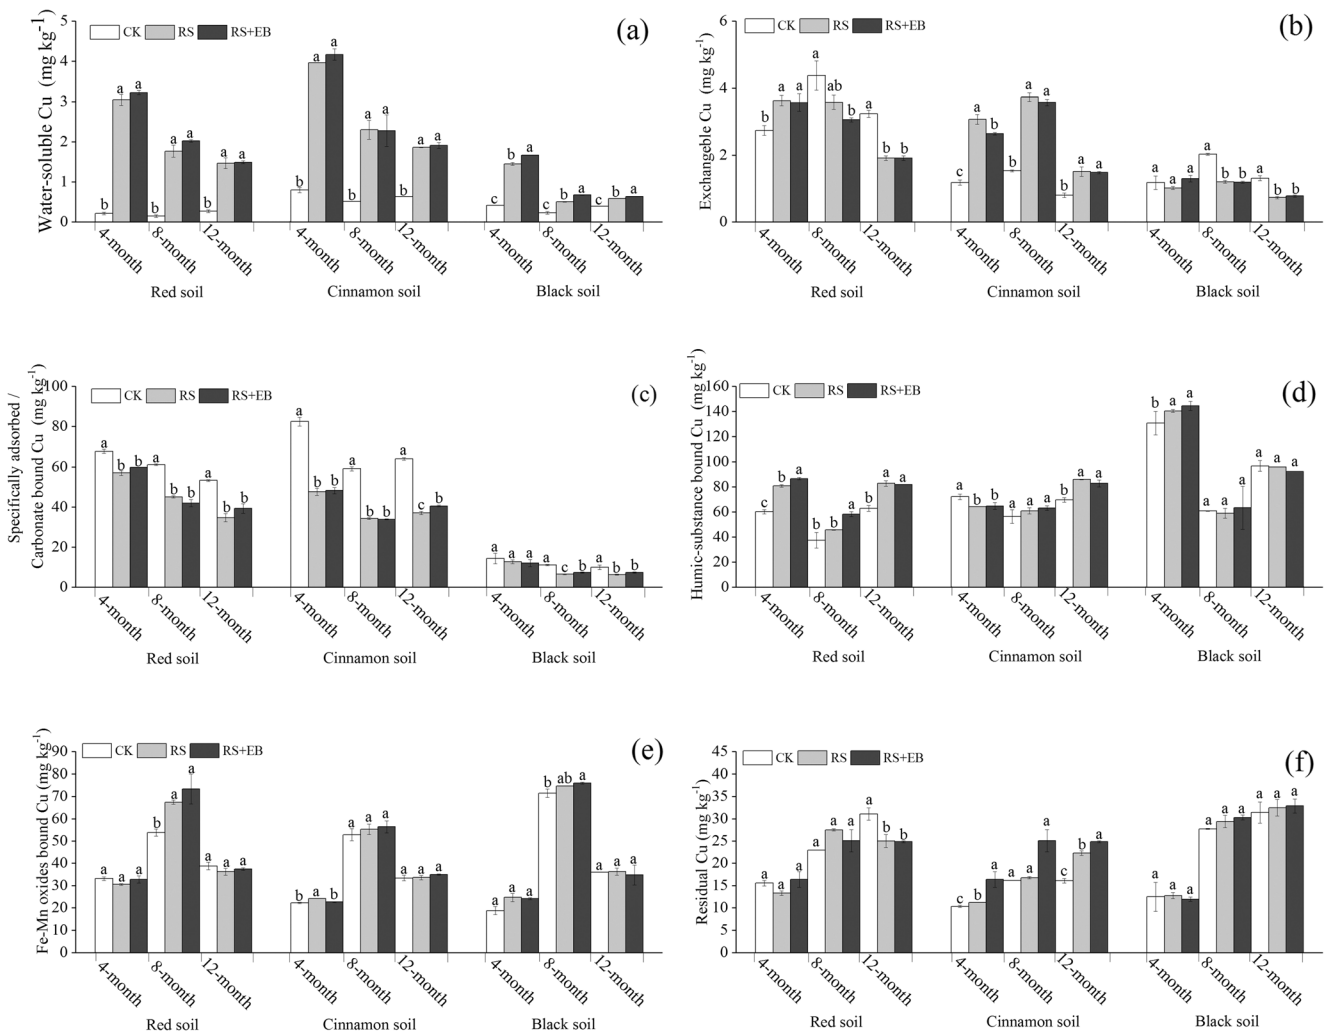 (a)
CK RS RS+EB
Water-soluble Cu (mg kg-1)
5
4
3
2
1
0
b a a b a a b a a
b a a b a a b a a
c b a c b a c b a
4-month 8-month 12-month
4-month 8-month 12-month
4-month 8-month 12-month
Red soil Cinnamon soil Black soil
(b)
CK RS RS+EB
Exchangeble Cu (mg kg-1)
6
4
2
0
b a a a ab b a b b
c a b b a a b a a
a a a a b b a b b
4-month 8-month 12-month
4-month 8-month 12-month
4-month 8-month 12-month
Red soil Cinnamon soil Black soil
(c)
CK RS RS+EB
Specifically adsorbed /
Carbonate bound Cu (mg kg-1)
100
80
60
40
20
0
a b b a b b a b b
a b b a b b a c b
a a a a c b a b b
4-month 8-month 12-month
4-month 8-month 12-month
4-month 8-month 12-month
Red soil Cinnamon soil Black soil
(d)
CK RS RS+EB
Humic-substance bound Cu (mg kg-1)
160
140
120
100
80
60
40
20
0
c b a b b a b a a
a b b a a a b a a
b a a a a a a a a
4-month 8-month 12-month
4-month 8-month 12-month
4-month 8-month 12-month
Red soil Cinnamon soil Black soil
(e)
CK RS RS+EB
Fe-Mn oxides bound Cu (mg kg-1)
90
80
70
60
50
40
30
20
10
0
a a a b a a a a a
b a b a a a a a a
a a a b ab a a a a
4-month 8-month 12-month
4-month 8-month 12-month
4-month 8-month 12-month
Red soil Cinnamon soil Black soil
(f)
CK RS RS+EB
Residual Cu (mg kg-1)
45
40
35
30
25
20
15
10
5
0
a a a a a a a b b
c b a a a a c b a
a a a a a a a a a
4-month 8-month 12-month
4-month 8-month 12-month
4-month 8-month 12-month
Red soil Cinnamon soil Black soil